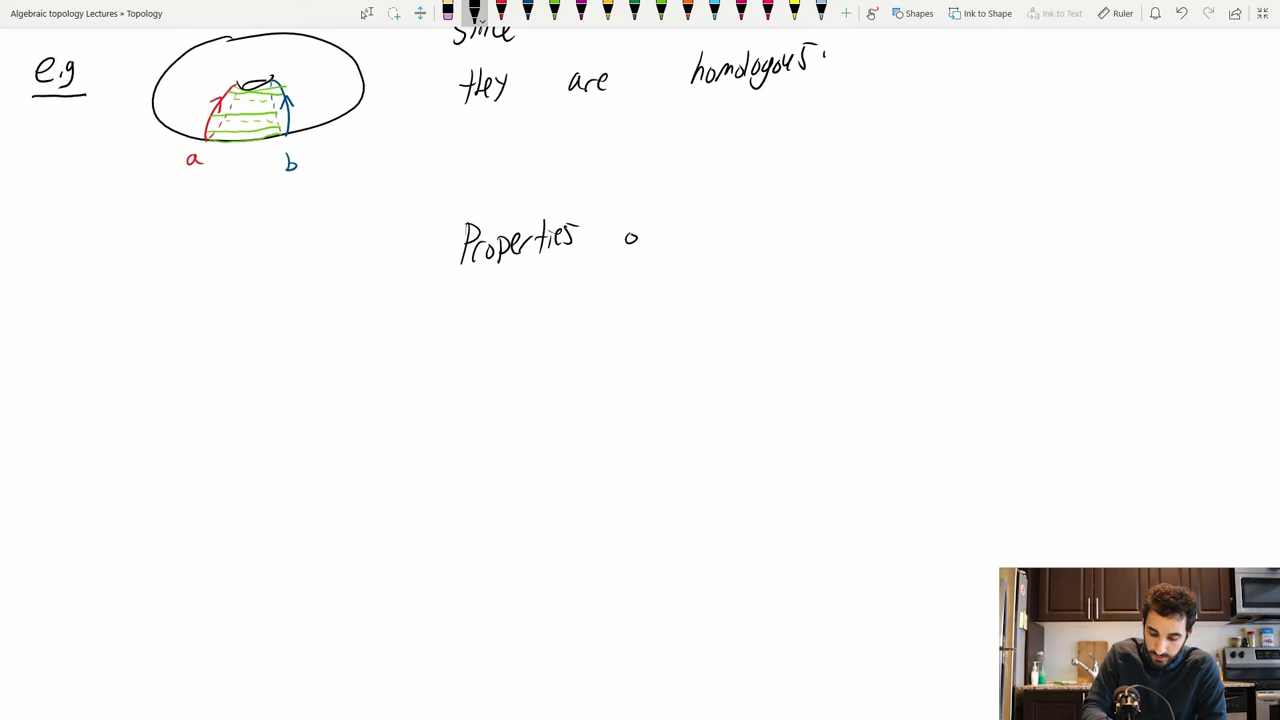 Algebraic topology Lectures » Topology
Shapes
Ink to Shape
Ink to Text
Ruler
e.g
since
they are homologous.
a
b
Properties o